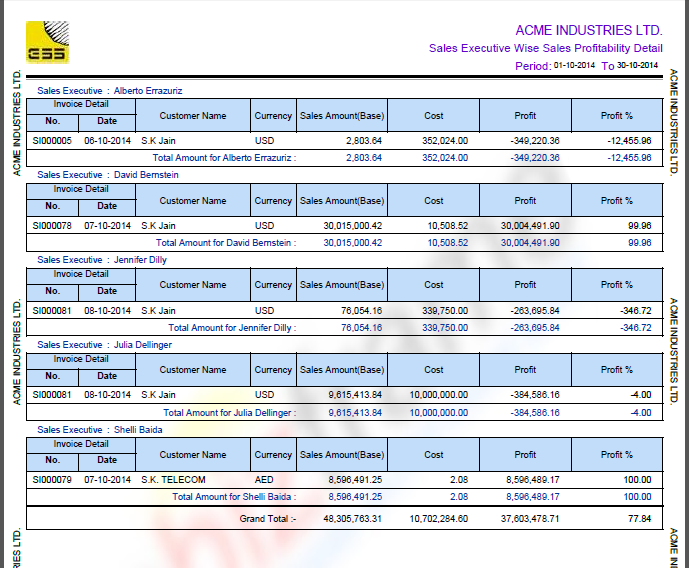 ESS
ACME INDUSTRIES LTD.
Sales Executive Wise Sales Profitability Detail
Period: 01-10-2014 To 30-10-2014
ACME INDUSTRIES LTD.
ACME INDUSTRIES LTD.
Sales Executive : Alberto Errazuriz
Invoice Detail
No. Date Customer Name Currency Sales Amount(Base) Cost Profit Profit %
SI000005 06-10-2014 S.K Jain USD 2,803.64 352,024.00 -349,220.36 -12,455.96
Total Amount for Alberto Errazuriz : 2,803.64 352,024.00 -349,220.36 -12,455.96
Sales Executive : David Bernstein
Invoice Detail
No. Date Customer Name Currency Sales Amount(Base) Cost Profit Profit %
SI000078 07-10-2014 S.K Jain USD 30,015,000.42 10,508.52 30,004,491.90 99.96
Total Amount for David Bernstein : 30,015,000.42 10,508.52 30,004,491.90 99.96
Sales Executive : Jennifer Dilly
Invoice Detail
No. Date Customer Name Currency Sales Amount(Base) Cost Profit Profit %
SI000081 08-10-2014 S.K Jain USD 76,054.16 339,750.00 -263,695.84 -346.72
Total Amount for Jennifer Dilly : 76,054.16 339,750.00 -263,695.84 -346.72
ACME INDUSTRIES LTD.
ACME INDUSTRIES LTD.
Sales Executive : Julia Dellinger
Invoice Detail
No. Date Customer Name Currency Sales Amount(Base) Cost Profit Profit %
SI000081 08-10-2014 S.K Jain USD 9,615,413.84 10,000,000.00 -384,586.16 -4.00
Total Amount for Julia Dellinger : 9,615,413.84 10,000,000.00 -384,586.16 -4.00
Sales Executive : Shelli Baida
Invoice Detail
No. Date Customer Name Currency Sales Amount(Base) Cost Profit Profit %
SI000079 07-10-2014 S.K. TELECOM AED 8,596,491.25 2.08 8,596,489.17 100.00
Total Amount for Shelli Baida : 8,596,491.25 2.08 8,596,489.17 100.00
Grand Total :- 48,305,763.31 10,702,284.60 37,603,478.71 77.84
RIES LTD.
ACME INDU